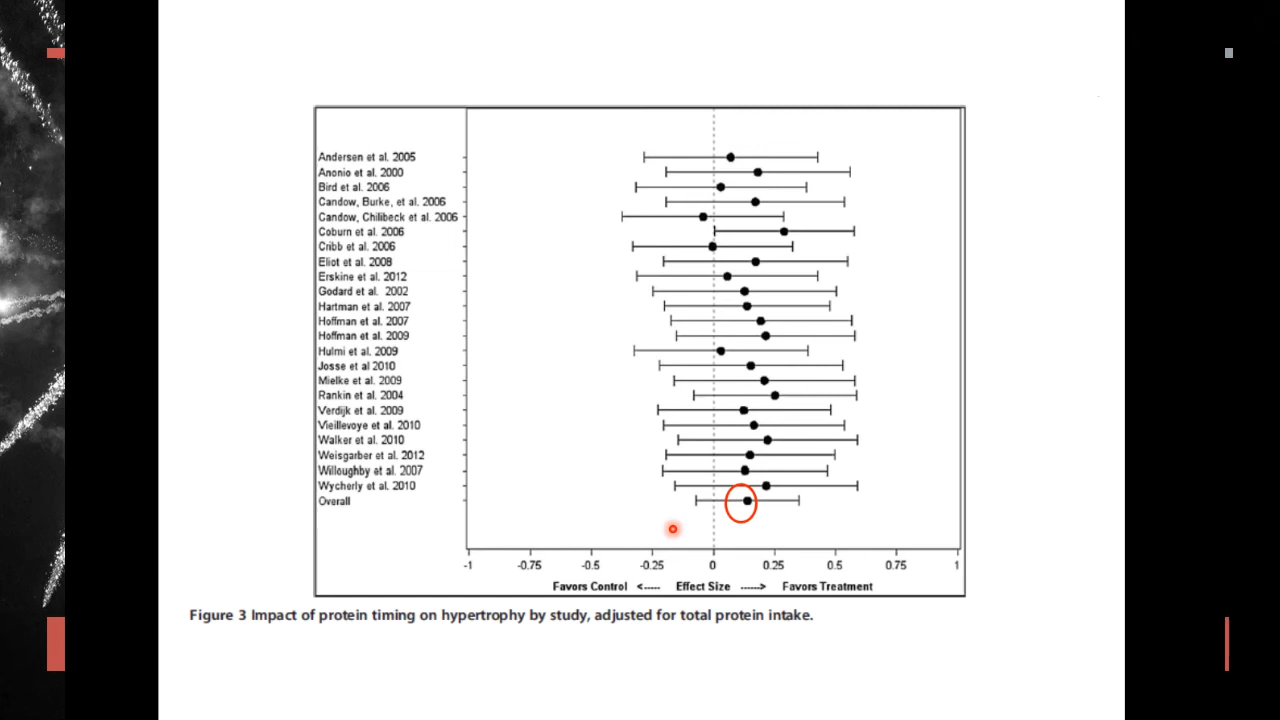 Andersen et al. 2005
Anonio et al. 2000
Bird et al. 2006
Candow, Burke, et al. 2006
Candow, Chilibeck et al. 2006
Coburn et al. 2006
Cribb et al. 2006
Eliot et al. 2008
Erskine et al. 2012
Godard et al. 2002
Hartman et al. 2007
Hoffman et al. 2007
Hoffman et al. 2009
Hulmi et al. 2009
Josse et al 2010
Mielke et al. 2009
Rankin et al. 2004
Verdijk et al. 2009
Vieillevoye et al. 2010
Walker et al. 2010
Weisgarber et al. 2012
Willoughby et al. 2007
Wycherly et al. 2010
Overall
-1 -0.75 -0.5 -0.25 0 0.25 0.5 0.75 1
Favors Control <----- Effect Size -----> Favors Treatment
Figure 3 Impact of protein timing on hypertrophy by study, adjusted for total protein intake.